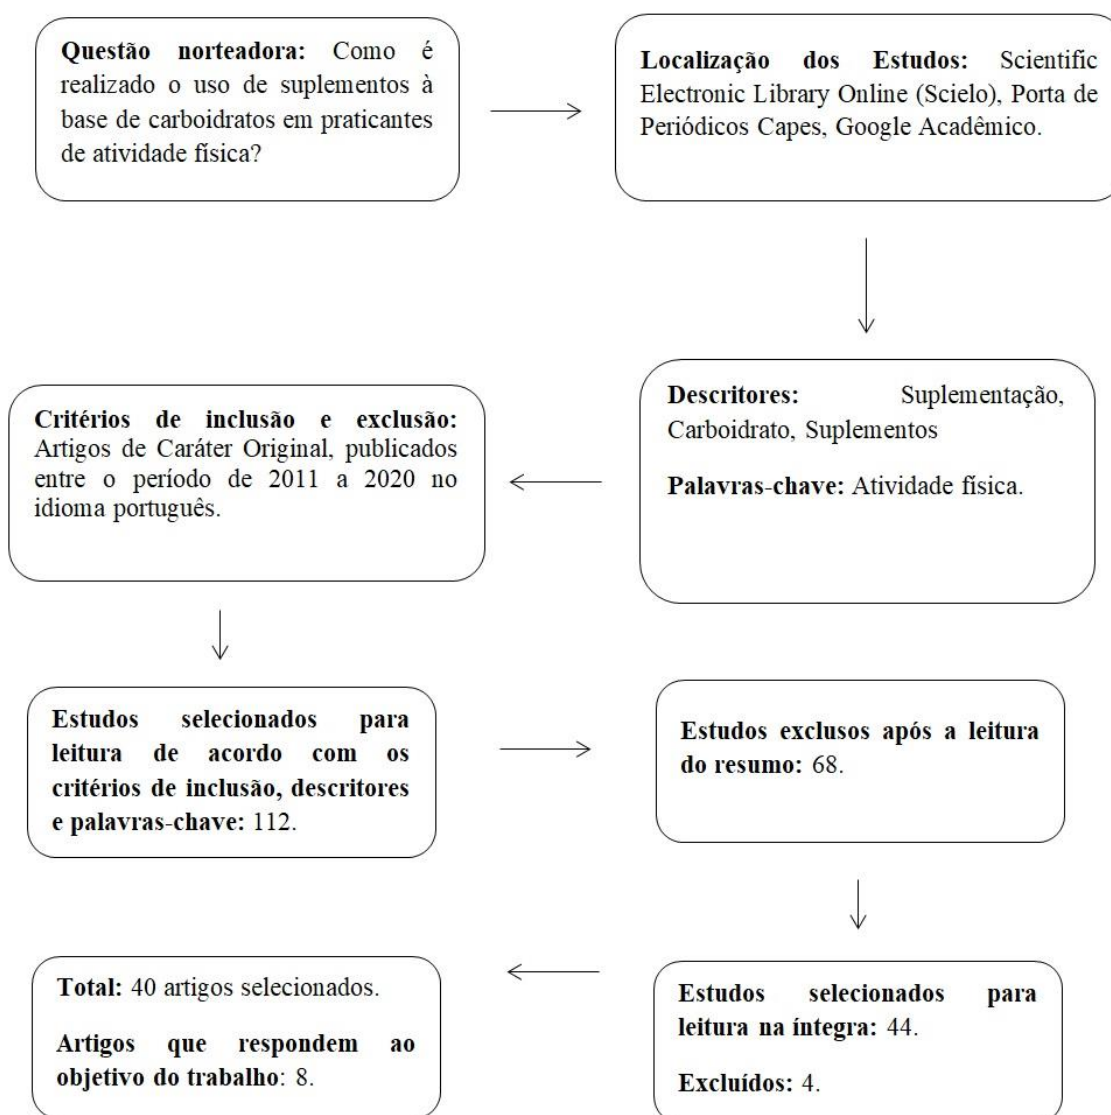 Questão norteadora: Como é
realizado o uso de suplementos à
base de carboidratos em praticantes
de atividade física?
Localização dos Estudos: Scientific
Electronic Library Online (Scielo), Porta de
Periódicos Capes, Google Acadêmico.
Descritores: Suplementação,
Carboidrato, Suplementos
Palavras-chave: Atividade física.
Critérios de inclusão e exclusão:
Artigos de Caráter Original, publicados
entre o período de 2011 a 2020 no
idioma português.
Estudos selecionados para
leitura de acordo com os
critérios de inclusão, descritores
e palavras-chave: 112.
Estudos exclusos após a leitura
do resumo: 68.
Estudos selecionados para
leitura na íntegra: 44.
Excluídos: 4.
Total: 40 artigos selecionados.
Artigos que respondem ao
objetivo do trabalho: 8.